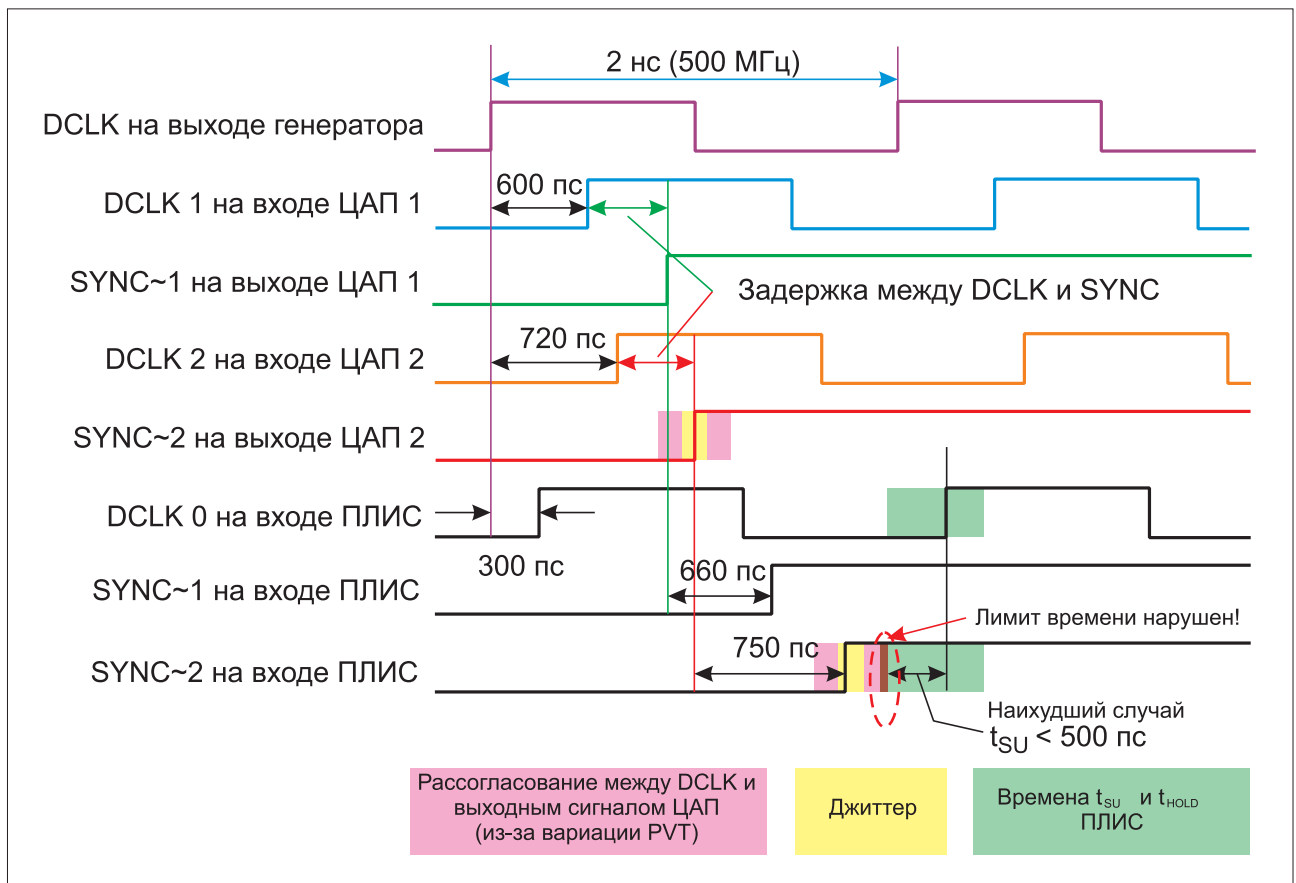 2 нс (500 МГц)
DCLK на выходе генератора
600 пс
DCLK 1 на входе ЦАП 1
SYNC~1 на выходе ЦАП 1
Задержка между DCLK и SYNC
720 пс
DCLK 2 на входе ЦАП 2
SYNC~2 на выходе ЦАП 2
DCLK 0 на входе ПЛИС
300 пс
660 пс
SYNC~1 на входе ПЛИС
Лимит времени нарушен!
750 пс
SYNC~2 на входе ПЛИС
Наихудший случай
tSU < 500 пс
Рассогласование между DCLK и
выходным сигналом ЦАП
(из-за вариации PVT)
Джиттер
Времена tSU и tHOLD
ПЛИС